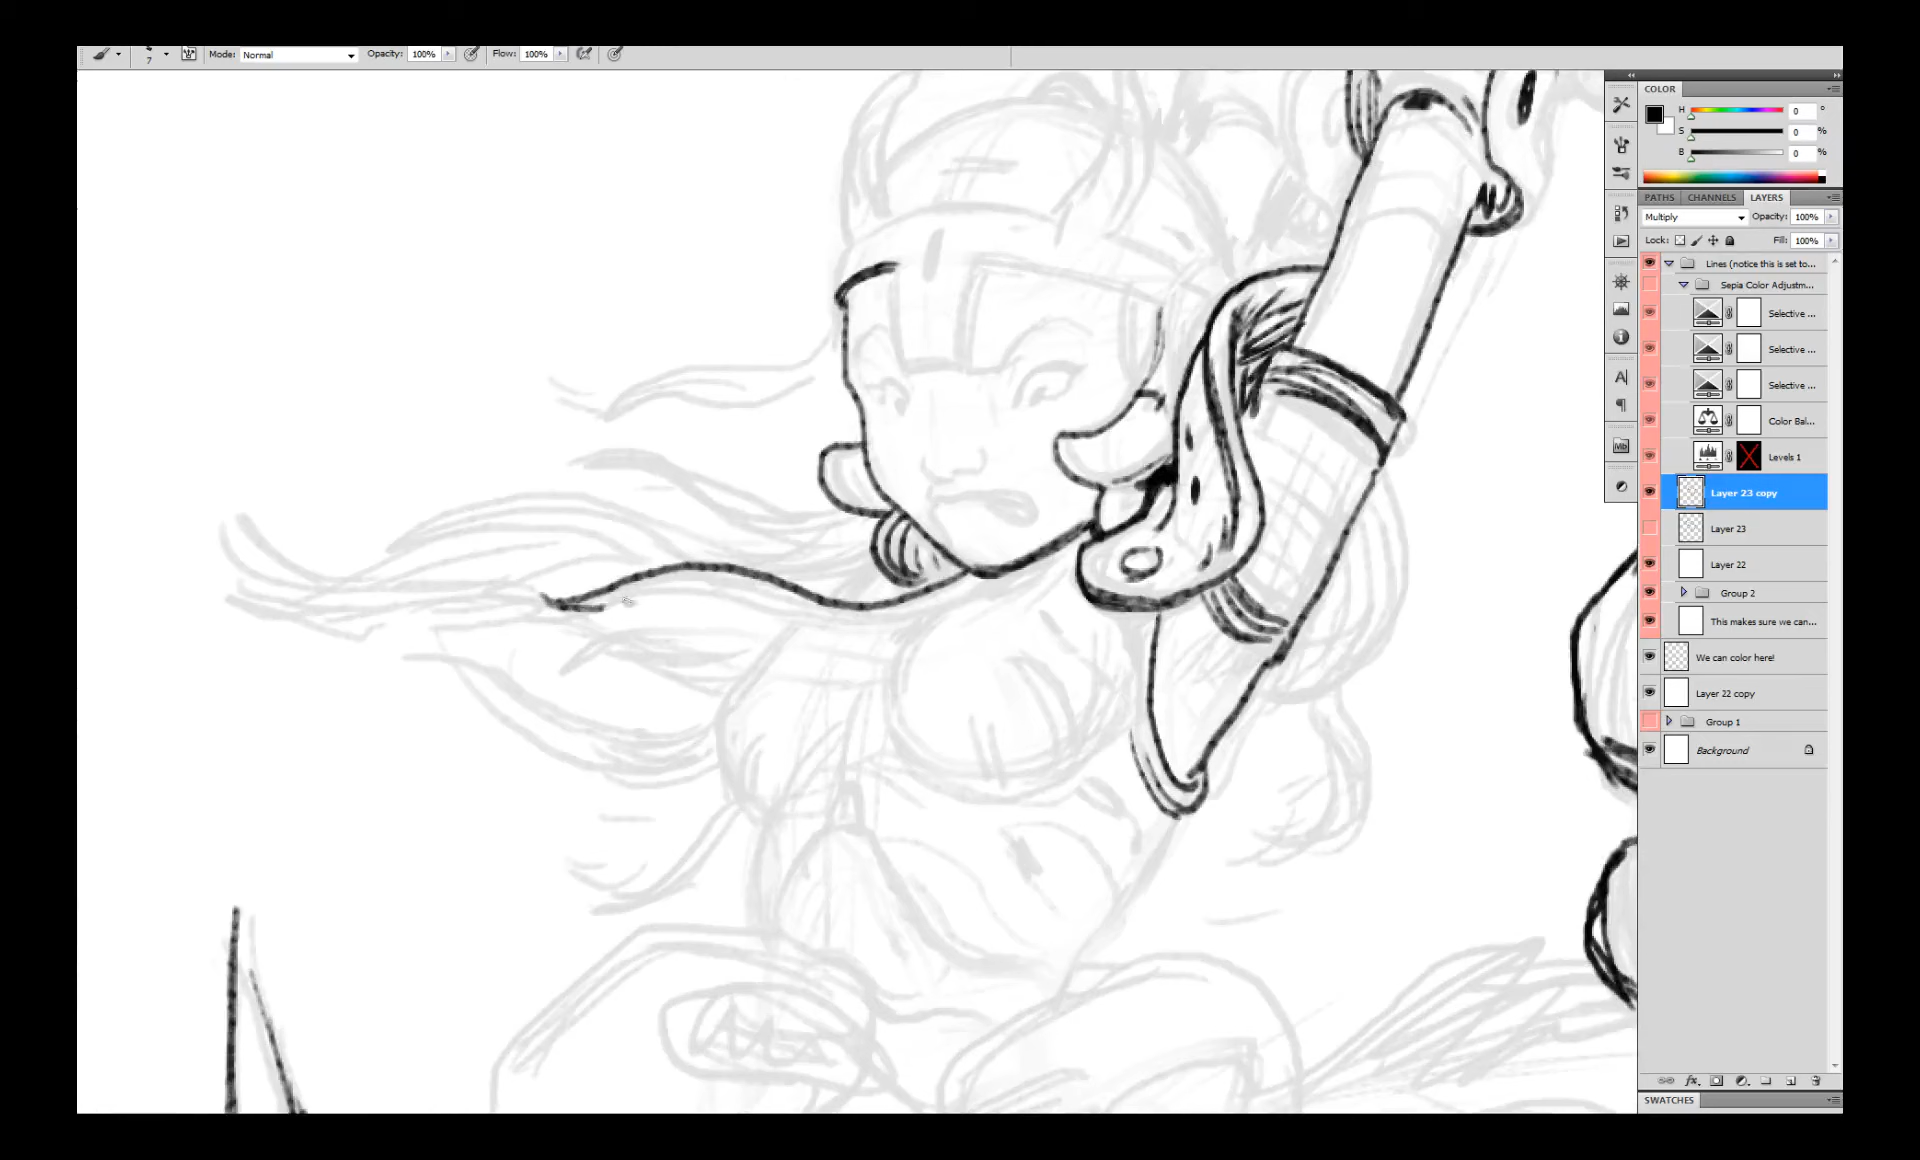 7 Mode: Normal Opacity: 100% Flow: 100%
COLOR
H 0 °
S 0 %
B 0 %
PATHS CHANNELS LAYERS
Multiply Opacity: 100%
Lock: Fill: 100%
Lines (notice this is set to...
Sepia Color Adjustm...
Selective ...
Selective ...
Selective ...
Color Bal...
Levels 1
Layer 23 copy
Layer 23
Layer 22
Group 2
This makes sure we can...
We can color here!
Layer 22 copy
Group 1
Background
fx.
SWATCHES
A
Mb